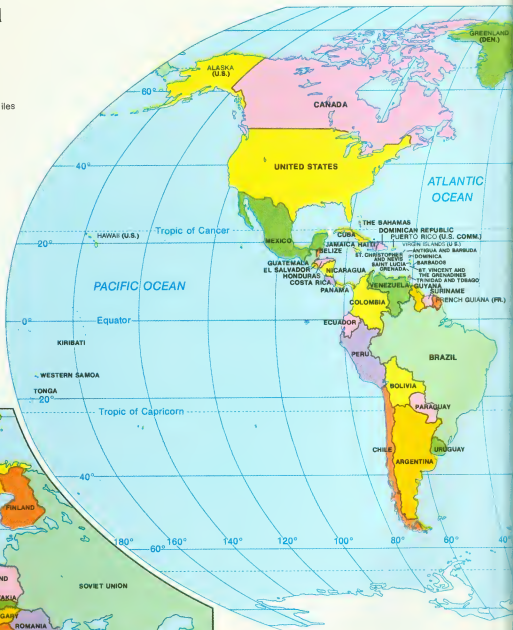 GREENLAND
(DEN.)
ALASKA
(U.S.)
iles
60°
CANADA
40°
UNITED STATES
ATLANTIC
OCEAN
THE BAHAMAS
Tropic of Cancer
DOMINICAN REPUBLIC
CUBA
PUERTO RICO (U.S. COMM.)
HAWAII (U.S.)
20°
MEXICO
JAMAICA
HAITI
VIRGIN ISLANDS (U.S.)
ANTIGUA AND BARBUDA
BELIZE
ST. CHRISTOPHER
AND NEVIS
DOMINICA
SAINT LUCIA
BARBADOS
GUATEMALA
GRENADA
ST. VINCENT AND
THE GRENADINES
EL SALVADOR
NICARAGUA
HONDURAS
TRINIDAD AND TOBAGO
COSTA RICA
VENEZUELA
GUYANA
PACIFIC OCEAN
PANAMA
SURINAME
COLOMBIA
FRENCH GUIANA (FR.)
0°
Equator
ECUADOR
KIRIBATI
PERU
BRAZIL
WESTERN SAMOA
BOLIVIA
TONGA
20°
PARAGUAY
Tropic of Capricorn
CHILE
URUGUAY
ARGENTINA
40°
FINLAND
180°
160°
140°
120°
100°
80°
60°
40°
60°
ND
SOVIET UNION
AKIA
GARY
ROMANIA